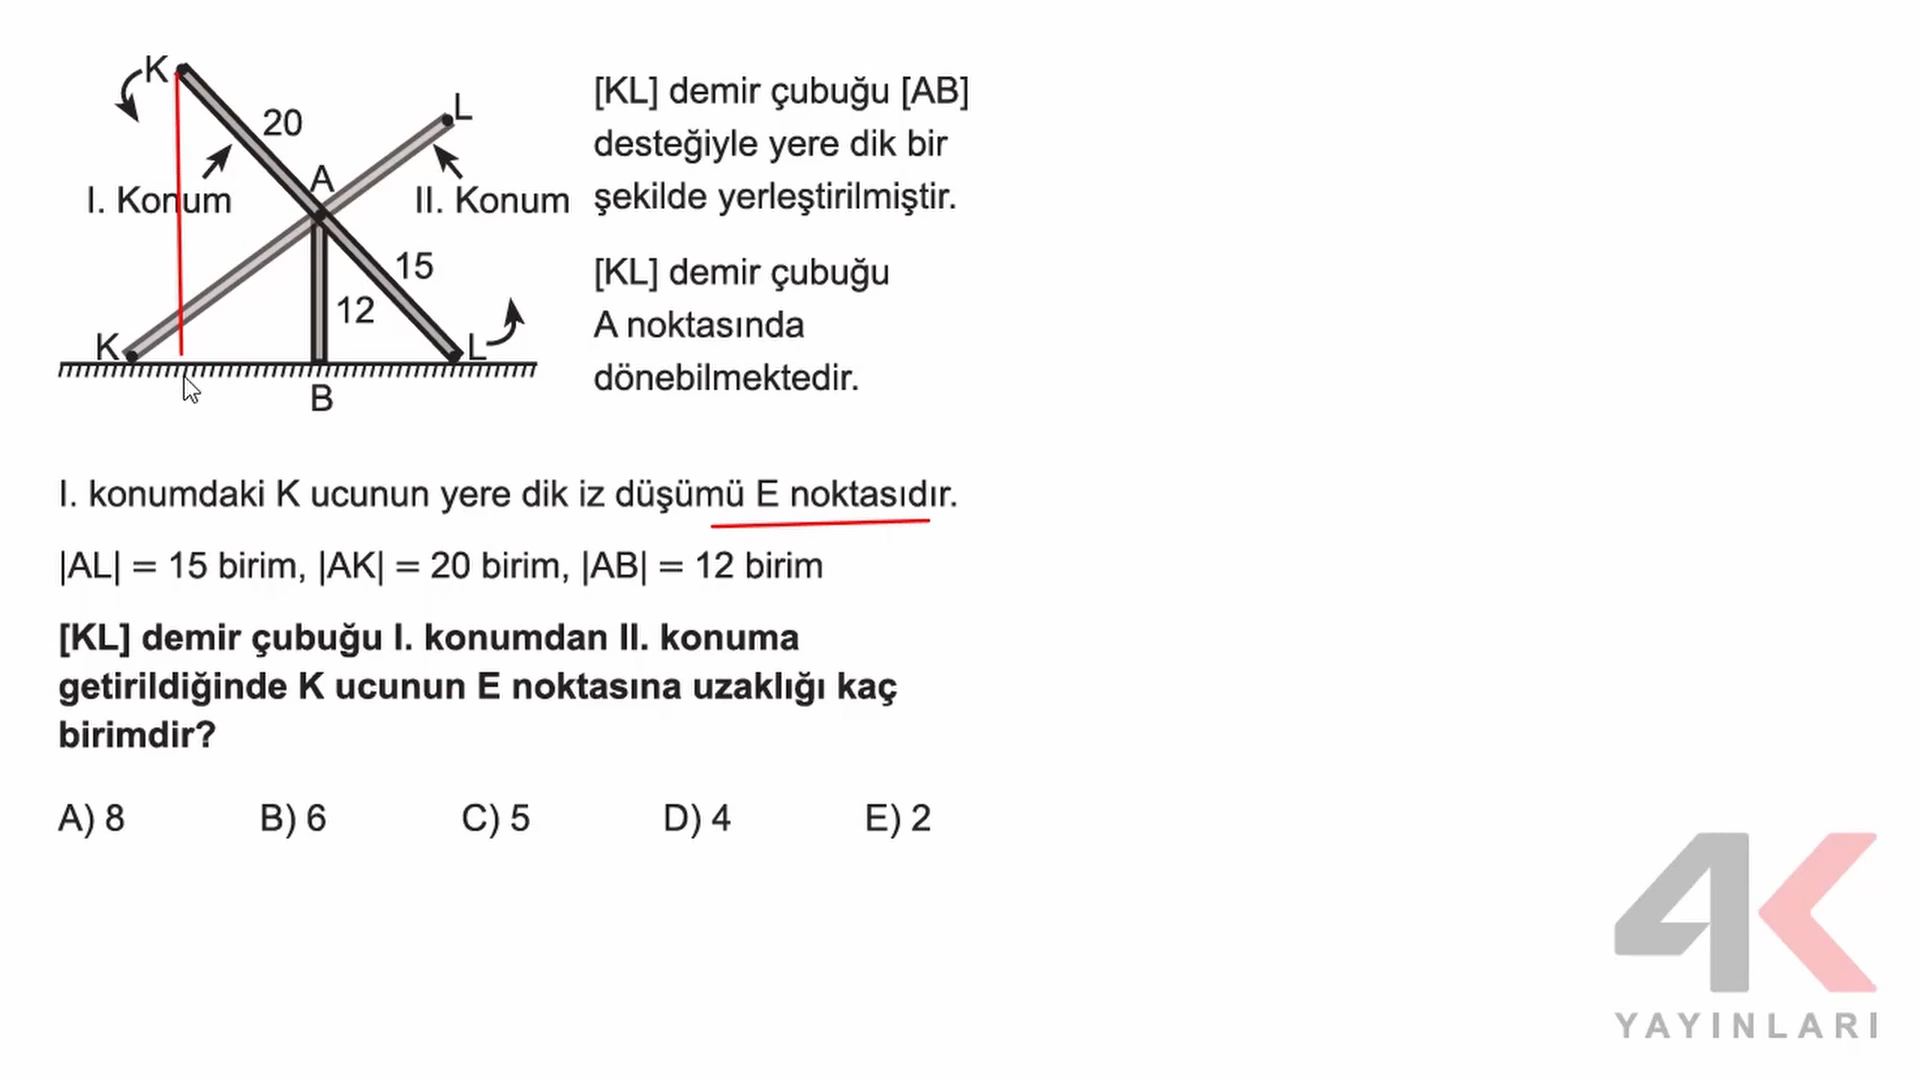 K
L
20
[KL] demir çubuğu [AB]
desteğiyle yere dik bir
şekilde yerleştirilmiştir.
A
I. Konum
II. Konum
15
12
[KL] demir çubuğu
A noktasında
dönebilmektedir.
K
L
B
I. konumdaki K ucunun yere dik iz düşümü E noktasıdır.
|AL| = 15 birim, |AK| = 20 birim, |AB| = 12 birim
[KL] demir çubuğu I. konumdan II. konuma
getirildiğinde K ucunun E noktasına uzaklığı kaç
birimdir?
A) 8 B) 6 C) 5 D) 4 E) 2
4K
YAYINLARI